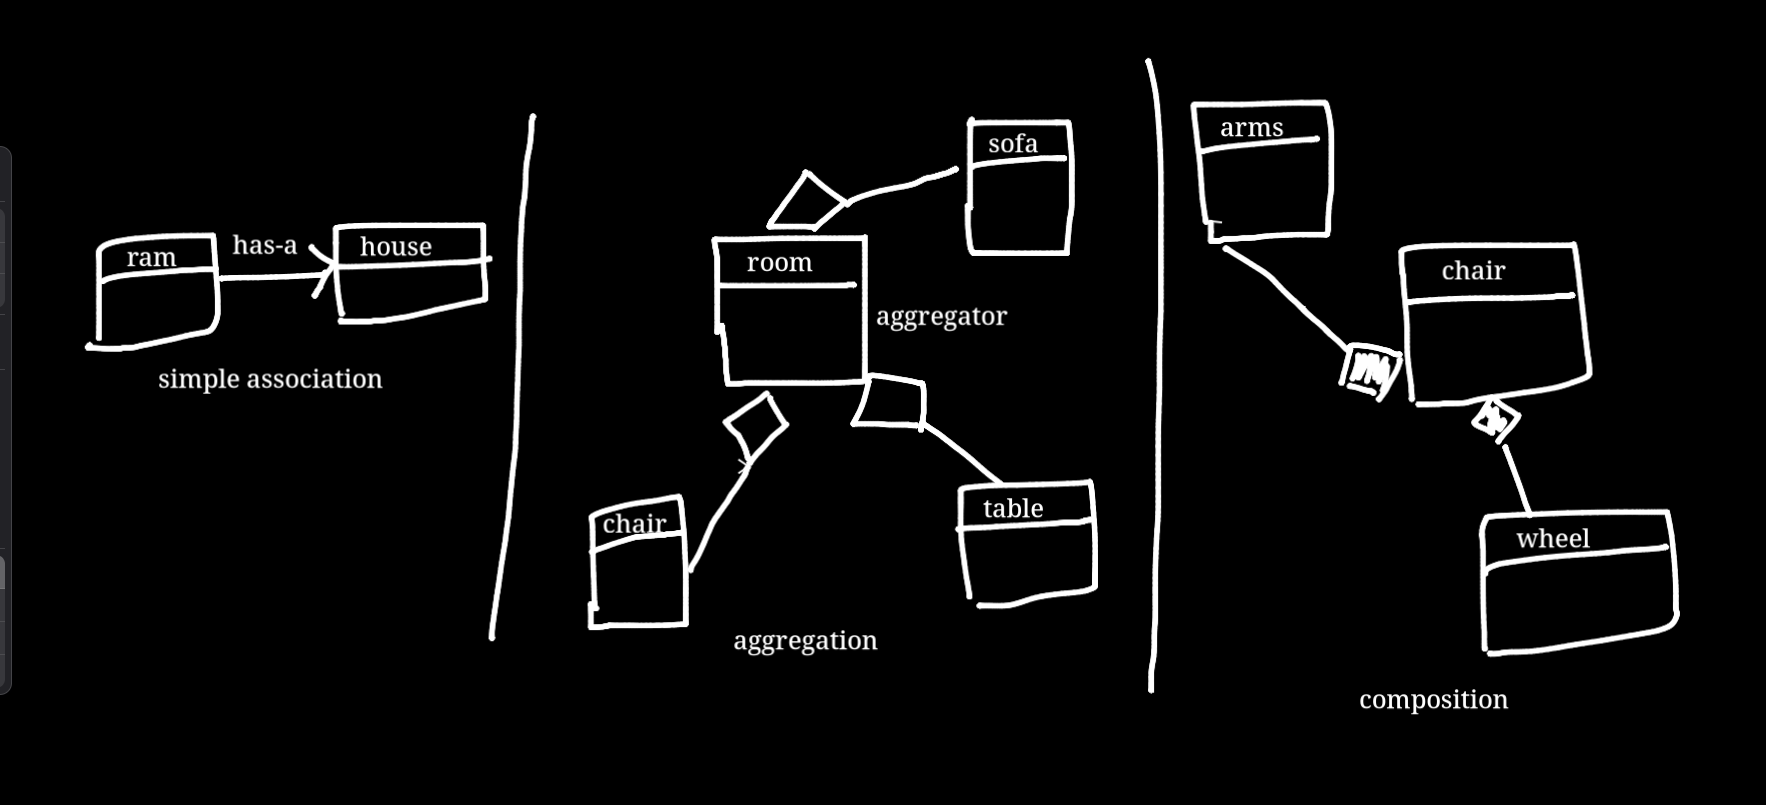 ram
has-a
house
simple association
sofa
room
aggregator
chair
table
aggregation
arms
chair
wheel
composition